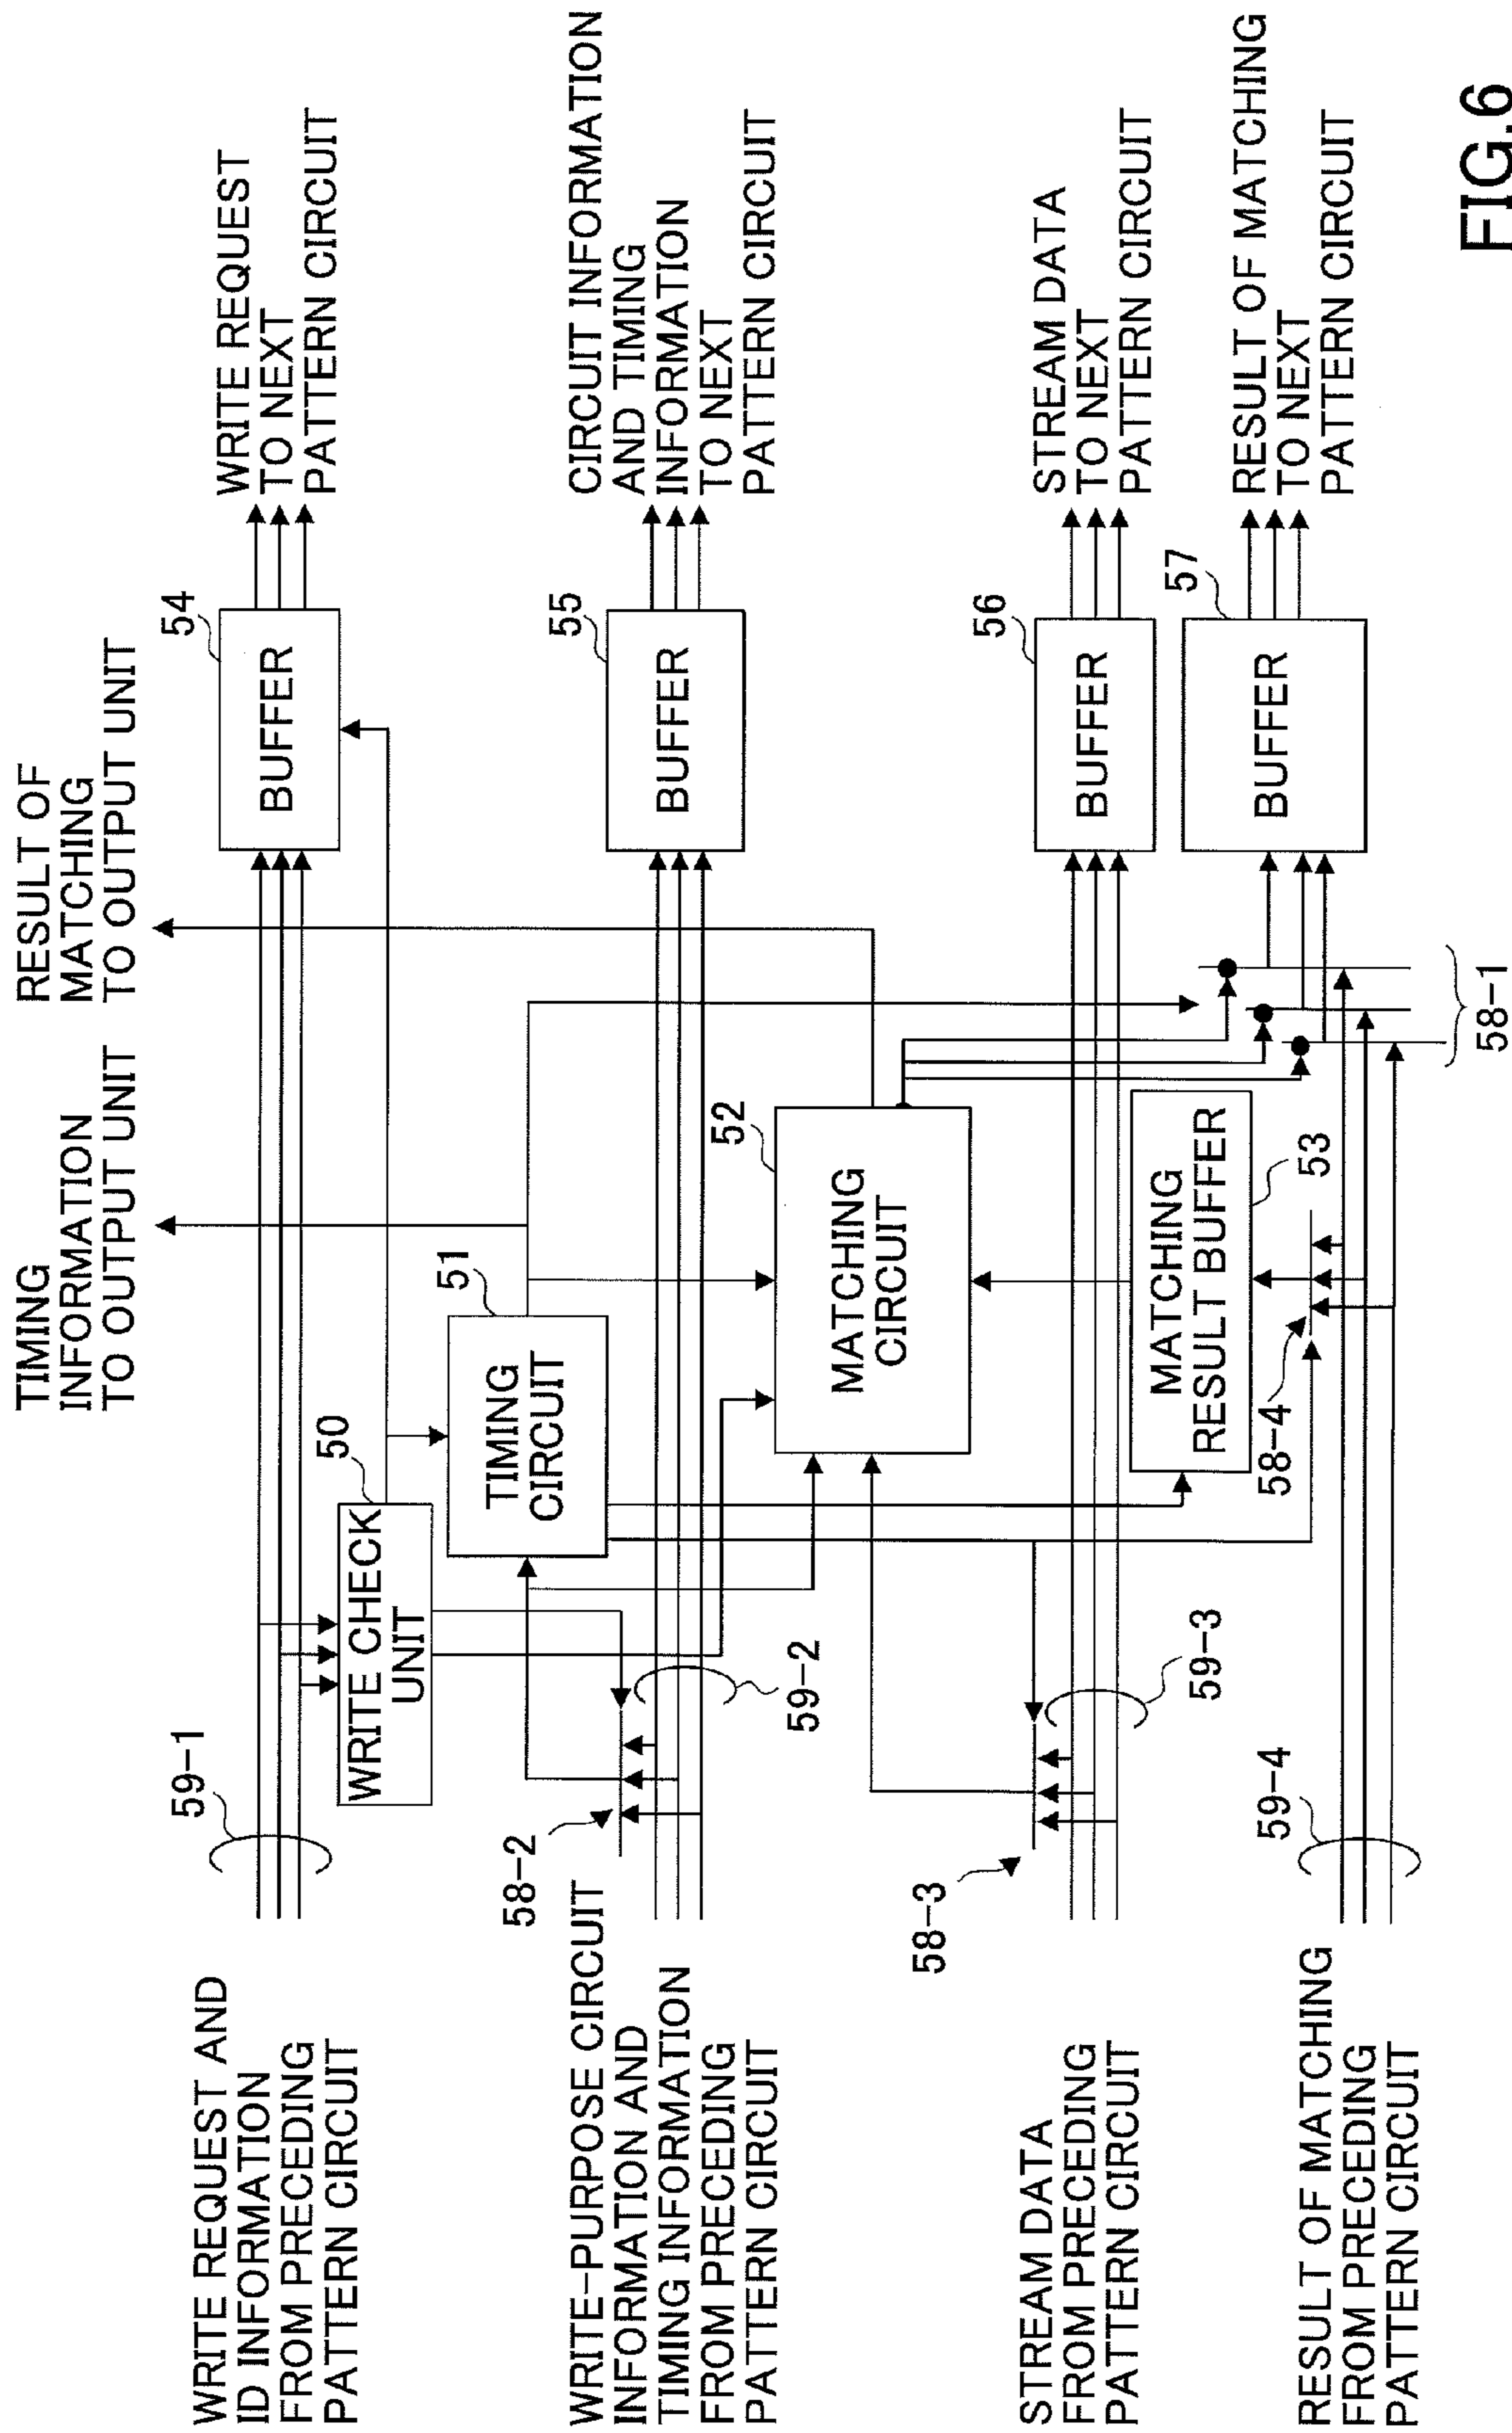 TIMING
INFORMATION
TO OUTPUT UNIT
RESULT OF
MATCHING
TO OUTPUT UNIT
WRITE REQUEST AND
ID INFORMATION
FROM PRECEDING
PATTERN CIRCUIT
59-1
50
WRITE CHECK
UNIT
54
BUFFER
WRITE REQUEST
TO NEXT
PATTERN CIRCUIT
51
TIMING
CIRCUIT
WRITE-PURPOSE CIRCUIT
INFORMATION AND
TIMING INFORMATION
FROM PRECEDING
PATTERN CIRCUIT
58-2
59-2
55
BUFFER
CIRCUIT INFORMATION
AND TIMING
INFORMATION
TO NEXT
PATTERN CIRCUIT
52
MATCHING
CIRCUIT
STREAM DATA
FROM PRECEDING
PATTERN CIRCUIT
58-3
59-3
56
BUFFER
STREAM DATA
TO NEXT
PATTERN CIRCUIT
MATCHING
RESULT BUFFER
53
58-4
RESULT OF MATCHING
FROM PRECEDING
PATTERN CIRCUIT
59-4
58-1
57
BUFFER
RESULT OF MATCHING
TO NEXT
PATTERN CIRCUIT
FIG.6